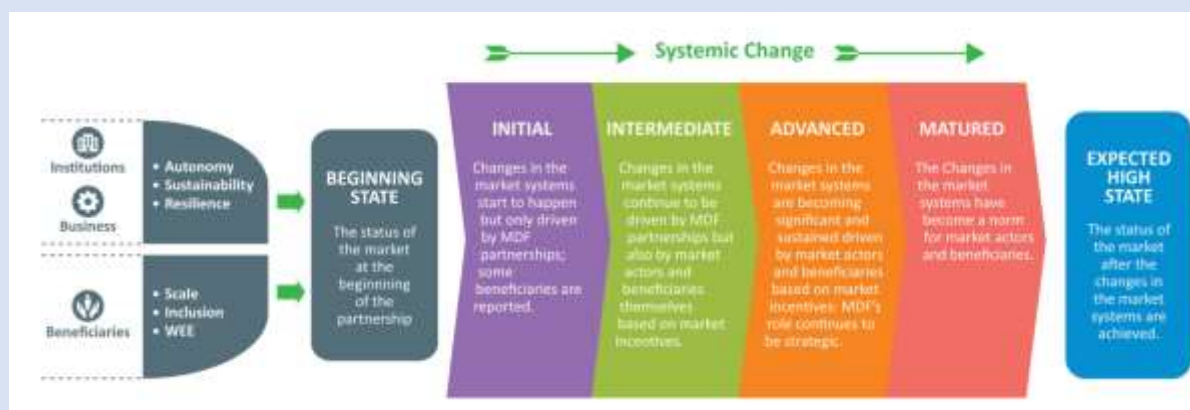 Systemic Change
Institutions
Business
• Autonomy
• Sustainability
• Resilience
Beneficiaries
• Scale
• Inclusion
• WEE
BEGINNING
STATE
The status of
the market
at the
beginnning
of the
partnership
INITIAL
Changes in the
market systems
start to happen
but only driven
by MDF
partnerships;
some
beneficiaries are
reported.
INTERMEDIATE
Changes in the
market systems
continue to be
driven by MDF
partnerships but
also by market
actors and
beneficiaries
themselves
based on market
incentives.
ADVANCED
Changes in the
market systems
are becoming
significant and
sustained driven
by market actors
and beneficiaries
based on market
incentives: MDF's
role continues to
be strategic.
MATURED
The Changes in
the market
systems have
become a norm
for market actors
and beneficiaries.
EXPECTED
HIGH
STATE
The status of
the market
after the
changes in
the market
systems are
achieved.